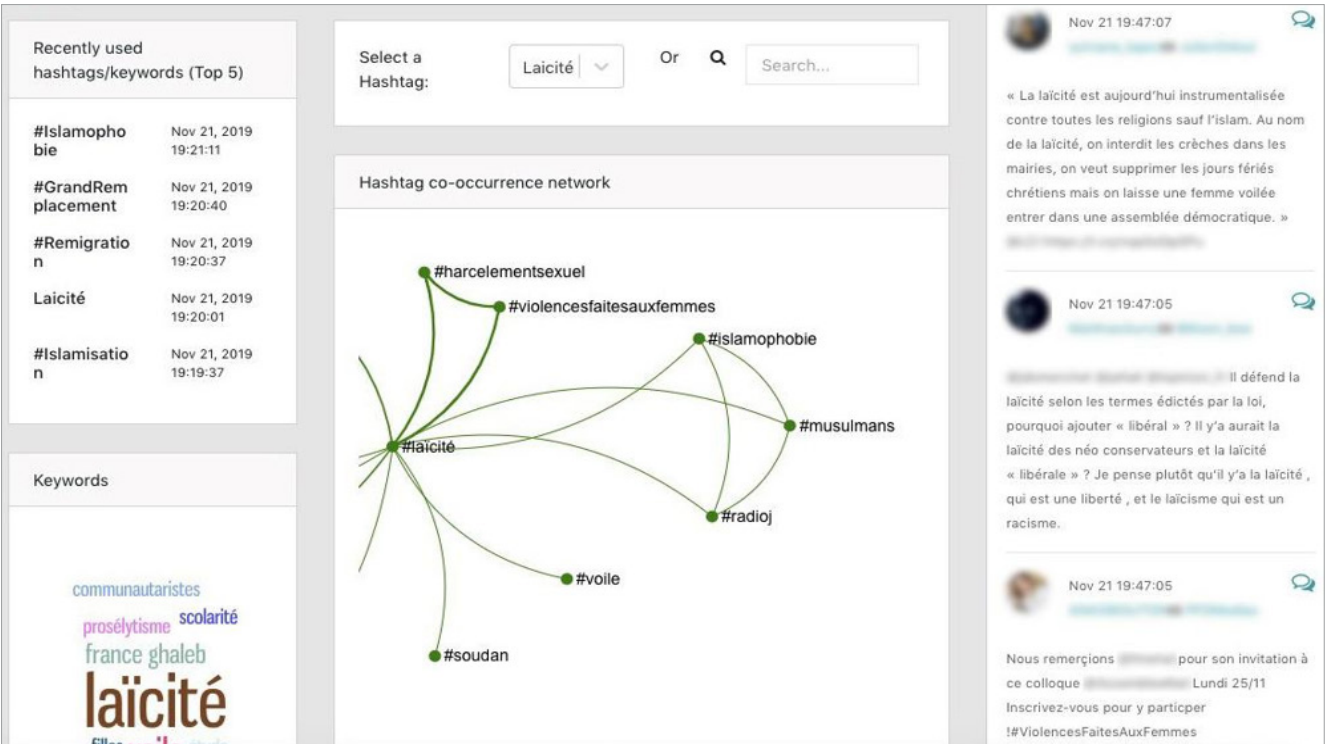 Recently used
hashtags/keywords (Top 5)
#Islamopho
bie
Nov 21, 2019
19:21:11
#GrandRem
placement
Nov 21, 2019
19:20:40
#Remigratio
n
Nov 21, 2019
19:20:37
Laicité
Nov 21, 2019
19:20:01
#Islamisatio
n
Nov 21, 2019
19:19:37
Keywords
communautaristes
prosélytisme
scolarité
france ghaleb
laïcité
Select a
Hashtag:
Laicité
Or
Search...
Hashtag co-occurrence network
#harcelementsexuel
#violencesfaitesauxfemmes
#islamophobie
#musulmans
#laïcité
#radioj
#voile
#soudan
Nov 21 19:47:07
« La laïcité est aujourd'hui instrumentalisée
contre toutes les religions sauf l'islam. Au nom
de la laïcité, on interdit les crèches dans les
mairies, on veut supprimer les jours fériés
chrétiens mais on laisse une femme voilée
entrer dans une assemblée démocratique. »
Nov 21 19:47:05
Il défend la
laïcité selon les termes édictés par la loi,
pourquoi ajouter « libéral » ? Il y'a aurait la
laïcité des néo conservateurs et la laïcité
« libérale » ? Je pense plutôt qu'il y'a la laïcité ,
qui est une liberté , et le laïcisme qui est un
racisme.
Nov 21 19:47:05
Nous remerçions pour son invitation à
ce colloque Lundi 25/11
Inscrivez-vous pour y particper
!#ViolencesFaitesAuxFemmes